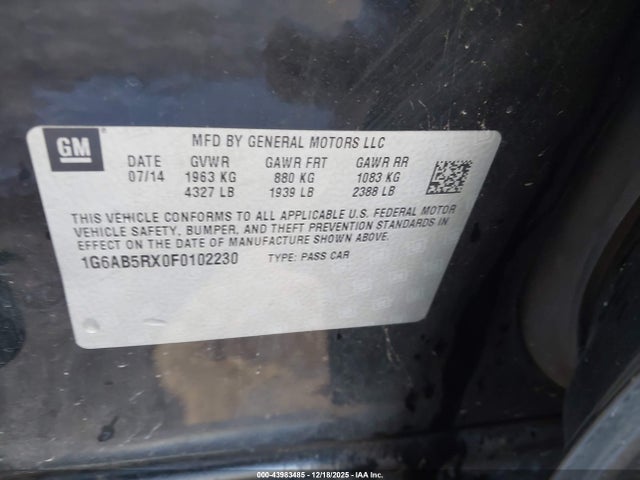 GM
MFD BY GENERAL MOTORS LLC
DATE GVWR GAWR FRT GAWR RR
07/14 1963 KG 880 KG 1083 KG
4327 LB 1939 LB 2388 LB
THIS VEHICLE CONFORMS TO ALL APPLICABLE U.S. FEDERAL MOTOR
VEHICLE SAFETY, BUMPER, AND THEFT PREVENTION STANDARDS IN
EFFECT ON THE DATE OF MANUFACTURE SHOWN ABOVE.
1G6AB5RX0F0102230 TYPE: PASS CAR
00-43983485 - 12/18/2025 - IAA Inc.